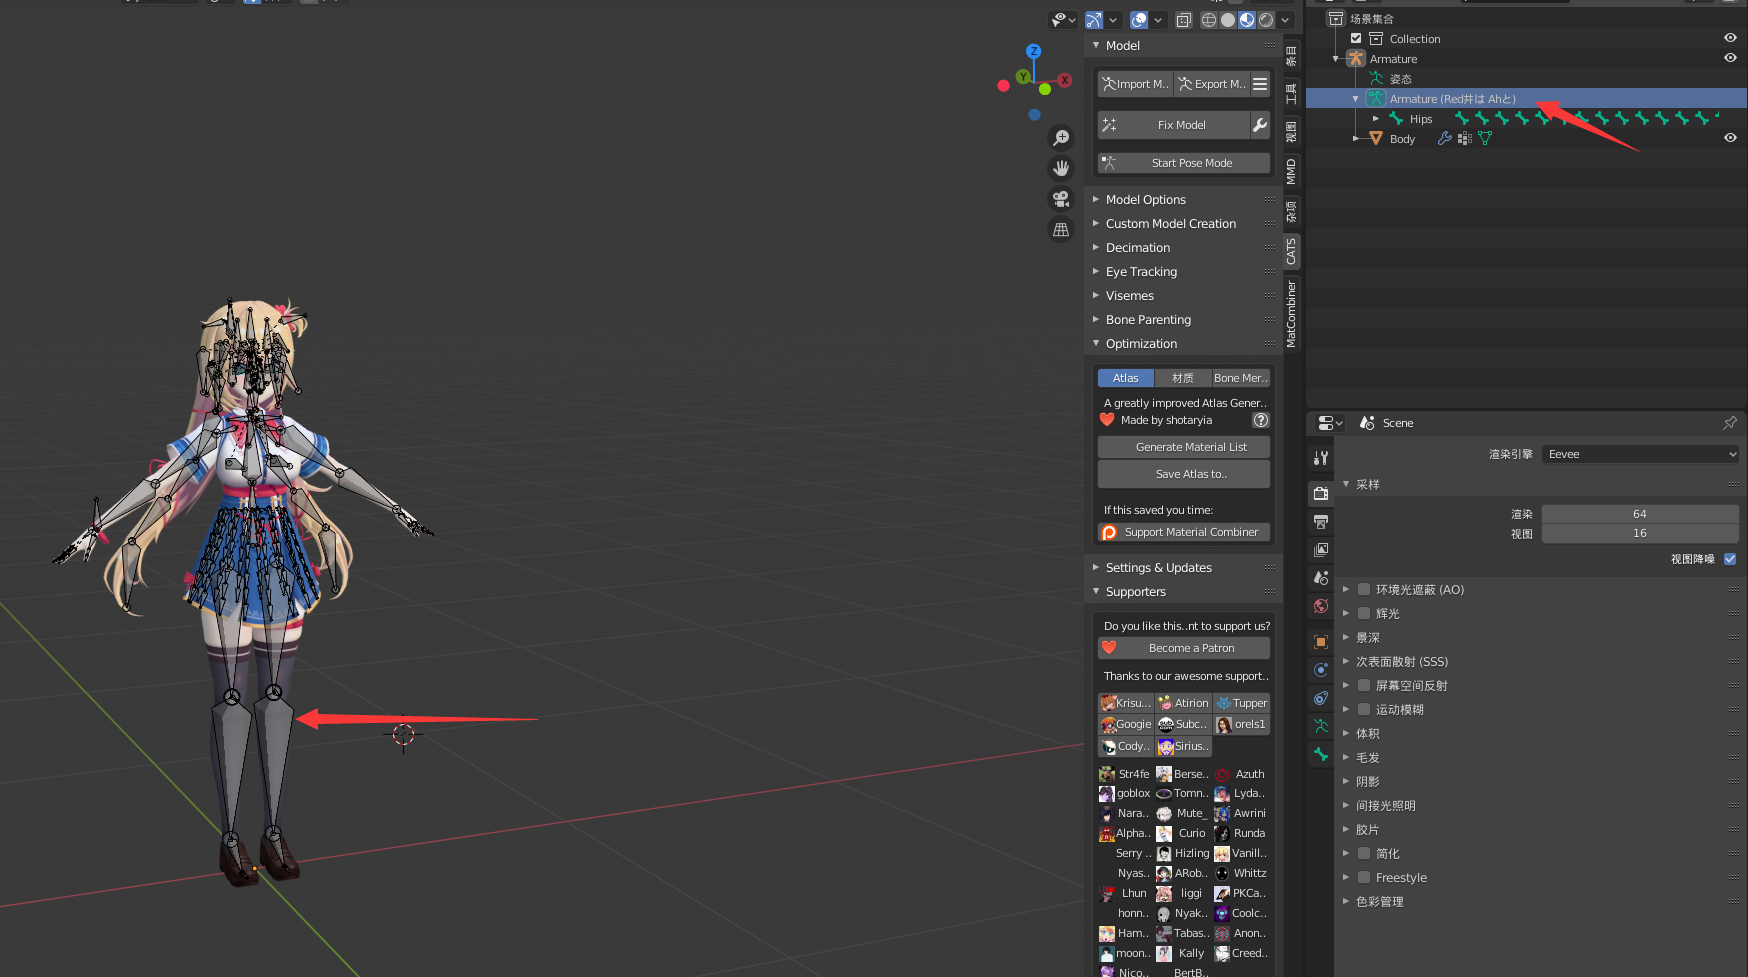 Z
Y
X
Model
Import M..
Export M..
Fix Model
Start Pose Mode
Model Options
Custom Model Creation
Decimation
Eye Tracking
Visemes
Bone Parenting
Optimization
Atlas
材质
Bone Mer..
A greatly improved Atlas Gener..
Made by shotaryia
Generate Material List
Save Atlas to..
If this saved you time:
Support Material Combiner
Settings & Updates
Supporters
Do you like this..nt to support us?
Become a Patron
Thanks to our awesome support..
Krisu...
Atirion
Tupper
Googie
Subc..
orels1
Cody..
Sirius..
Str4fe
Berse..
Azuth
goblox
Tomn..
Lyda..
Nara..
Mute_
Awrini
Alpha..
Curio
Runda
Serry ..
Hizling
Vanill..
Nyas..
ARob..
Whittz
Lhun
liggi
PKCa..
honn..
Nyak..
Coolc..
Ham..
Tabas..
Anon..
moon..
Kally
Creed..
Nico..
BertB..
条目
工具
视图
MMD
杂项
CATS
MatCombiner
场景集合
Collection
Armature
姿态
Armature (Red井は Ahと)
Hips
Body
Scene
渲染引擎
Eevee
采样
渲染
64
视图
16
视图降噪
环境光遮蔽 (AO)
辉光
景深
次表面散射 (SSS)
屏幕空间反射
运动模糊
体积
毛发
阴影
间接光照明
胶片
简化
Freestyle
色彩管理